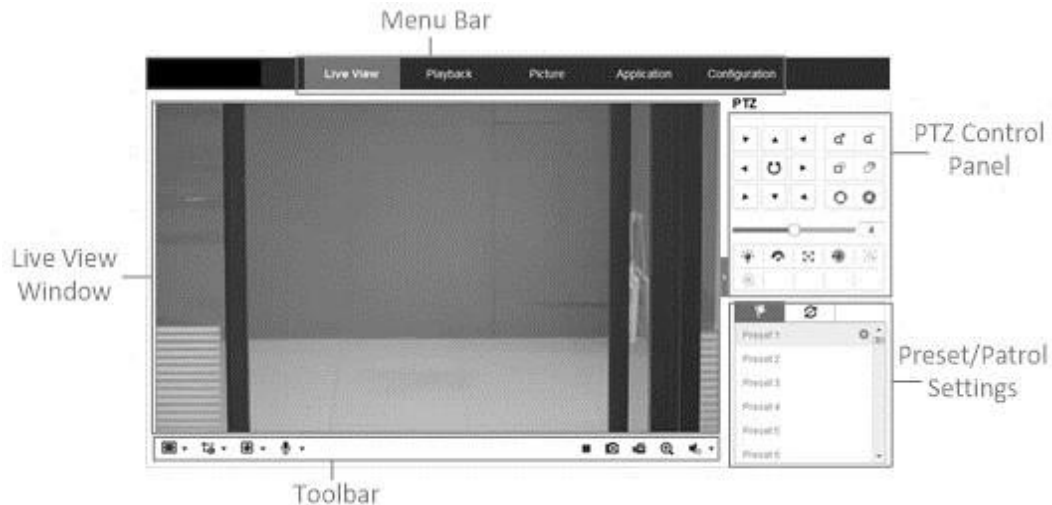 Menu Bar
Live View Playback Picture Application Configuration
PTZ
PTZ Control
Panel
4
Live View
Window
Preset 1
Preset 2
Preset 3
Preset 4
Preset 5
Preset 6
Preset/Patrol
Settings
Toolbar